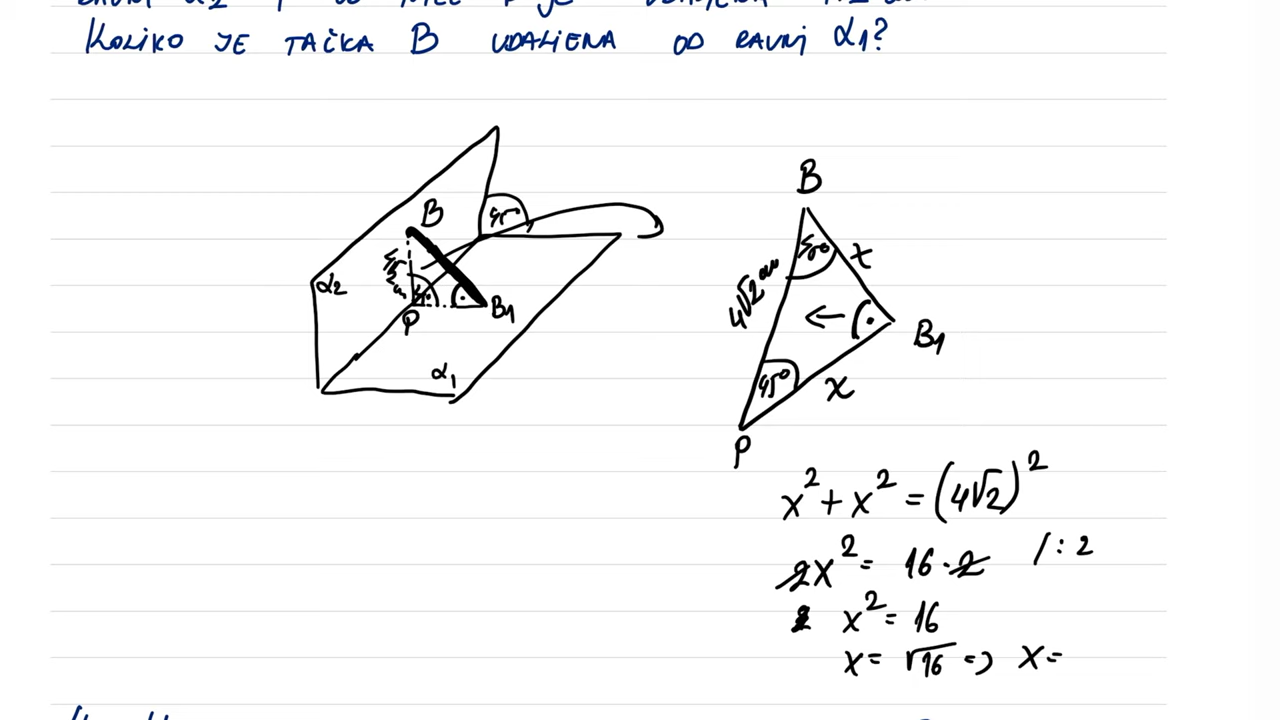 KOLIKO JE TAČKA B UDALJENA OD RAVNI α1?
B
45°
α2
P
B1
α1
B
45°
x
4√2 cm
B1
45°
x
P
x² + x² = (4√2)²
2x² = 16·2 /:2
x² = 16
x = √16 => x=